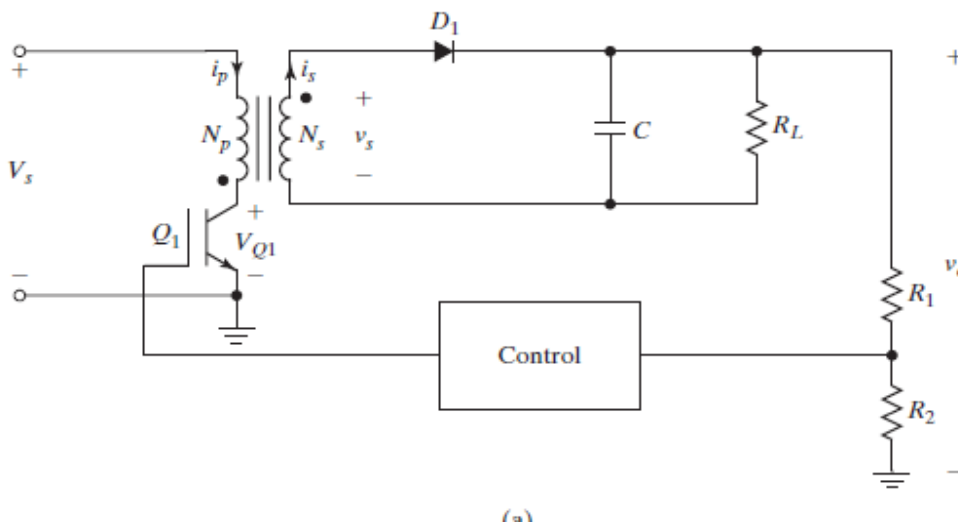 D1
+
ip
is
+
Np
Ns
vs
−
C
RL
Vs
+
Q1
VQ1
−
−
+
R1
Control
R2
−
(a)